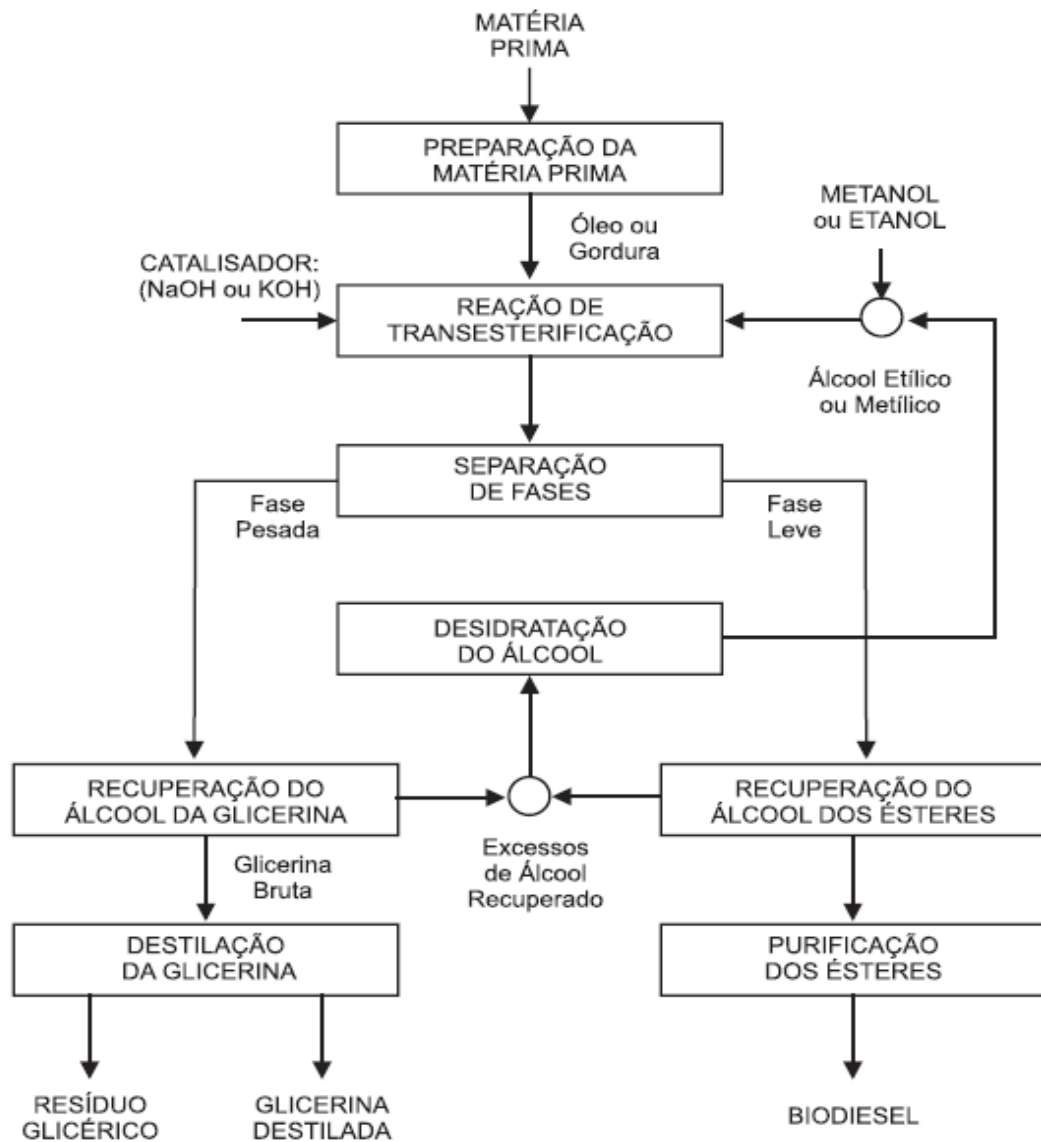 MATÉRIA
PRIMA
PREPARAÇÃO DA
MATÉRIA PRIMA
METANOL
ou ETANOL
Óleo ou
Gordura
CATALISADOR:
(NaOH ou KOH)
REAÇÃO DE
TRANSESTERIFICAÇÃO
Álcool Etílico
ou Metílico
SEPARAÇÃO
DE FASES
Fase
Pesada
Fase
Leve
DESIDRATAÇÃO
DO ÁLCOOL
RECUPERAÇÃO DO
ÁLCOOL DA GLICERINA
RECUPERAÇÃO DO
ÁLCOOL DOS ÉSTERES
Glicerina
Bruta
Excessos
de Álcool
Recuperado
DESTILAÇÃO
DA GLICERINA
PURIFICAÇÃO
DOS ÉSTERES
RESÍDUO
GLICÉRICO
GLICERINA
DESTILADA
BIODIESEL